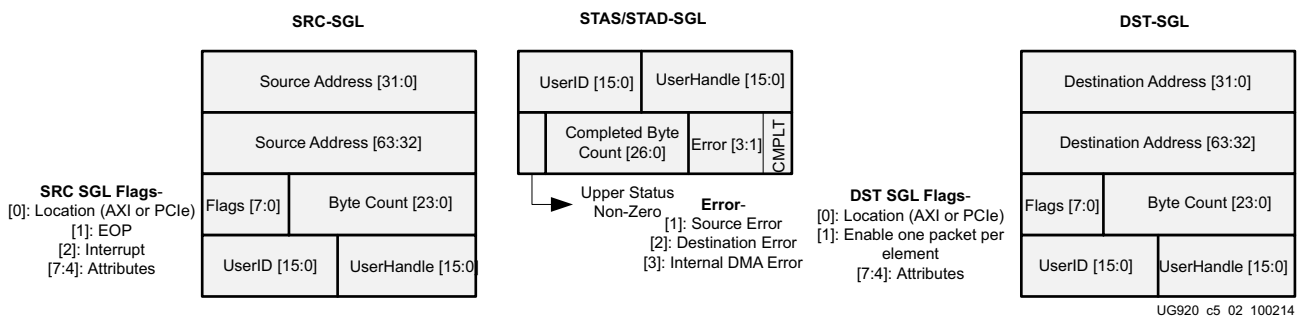 SRC-SGL
STAS/STAD-SGL
DST-SGL
Source Address [31:0]
Source Address [63:32]
Flags [7:0]
Byte Count [23:0]
UserID [15:0]
UserHandle [15:0]
SRC SGL Flags-
[0]: Location (AXI or PCIe)
[1]: EOP
[2]: Interrupt
[7:4]: Attributes
UserID [15:0]
UserHandle [15:0]
Completed Byte
Count [26:0]
Error [3:1]
CMPLT
Upper Status
Non-Zero
Error-
[1]: Source Error
[2]: Destination Error
[3]: Internal DMA Error
DST SGL Flags-
[0]: Location (AXI or PCIe)
[1]: Enable one packet per
element
[7:4]: Attributes
Destination Address [31:0]
Destination Address [63:32]
Flags [7:0]
Byte Count [23:0]
UserID [15:0]
UserHandle [15:0]
UG920_c5_02_100214